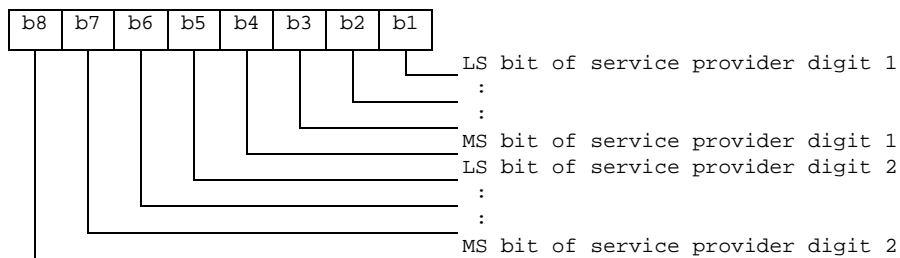 b8 b7 b6 b5 b4 b3 b2 b1
LS bit of service provider digit 1
:
:
MS bit of service provider digit 1
LS bit of service provider digit 2
:
:
MS bit of service provider digit 2